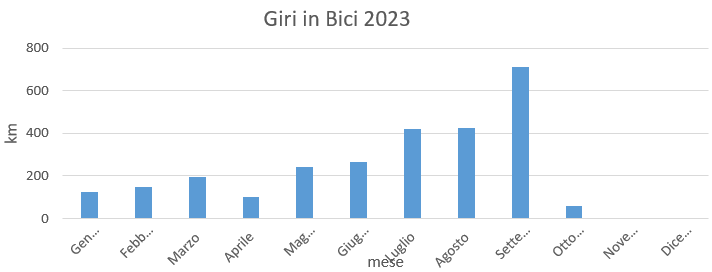 Giri in Bici 2023
800
600
400
200
0
km
Gen...
Febb...
Marzo
Aprile
Mag...
Giug...
Luglio
Agosto
Sette...
Otto...
Nove...
Dice...
mese